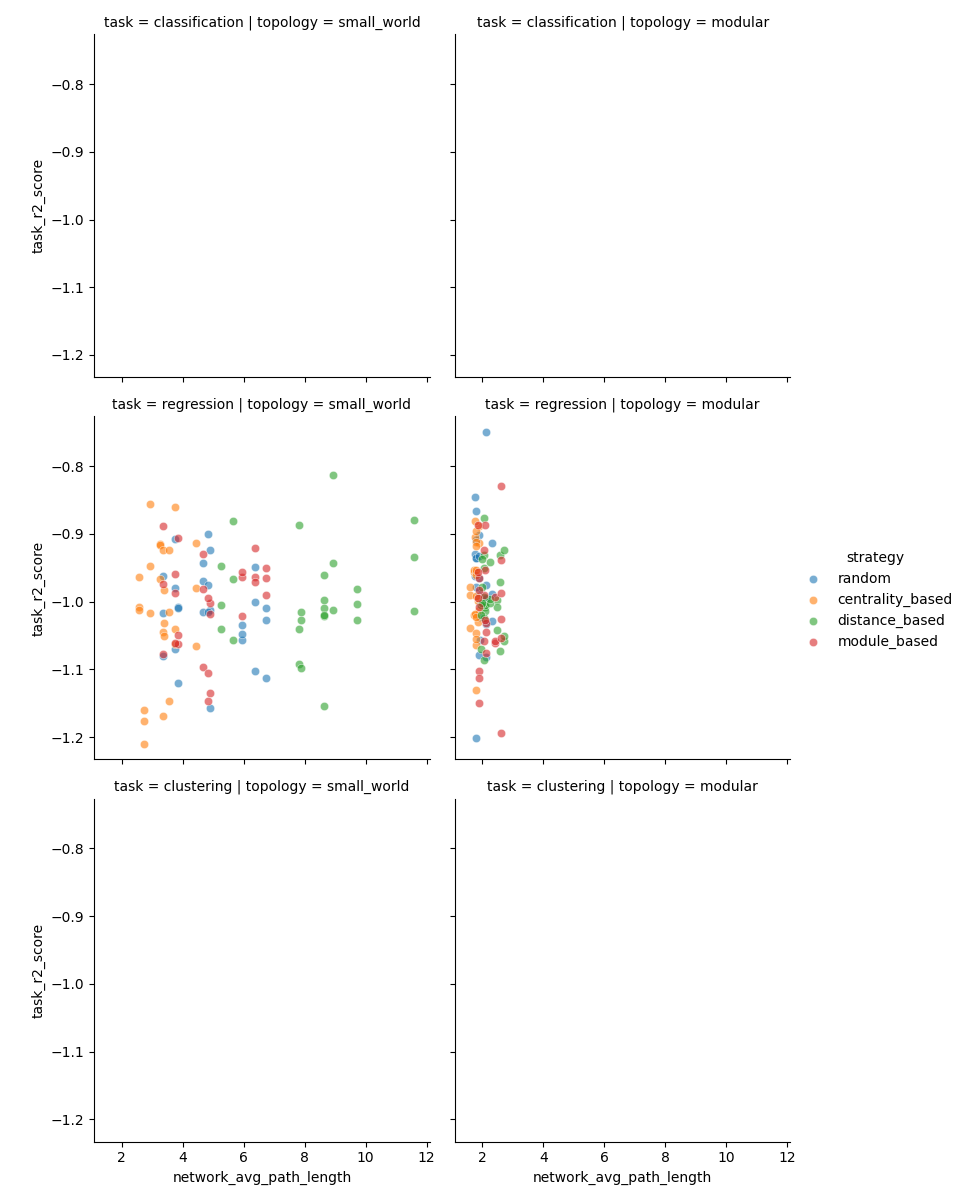 task = classification | topology = small_world
task = classification | topology = modular
−0.8
−0.9
−1.0
−1.1
−1.2
task_r2_score
task = regression | topology = small_world
task = regression | topology = modular
−0.8
−0.9
−1.0
−1.1
−1.2
task_r2_score
strategy
random
centrality_based
distance_based
module_based
task = clustering | topology = small_world
task = clustering | topology = modular
−0.8
−0.9
−1.0
−1.1
−1.2
task_r2_score
2 4 6 8 10 12
2 4 6 8 10 12
network_avg_path_length
network_avg_path_length